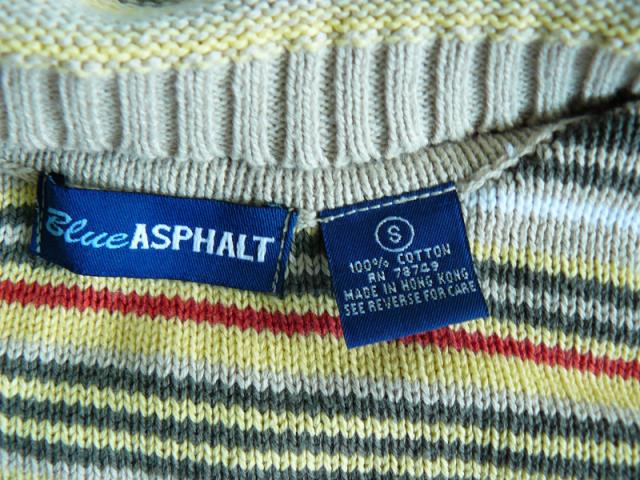 Blue ASPHALT
S
100% COTTON
RN 78749
MADE IN HONG KONG
SEE REVERSE FOR CARE